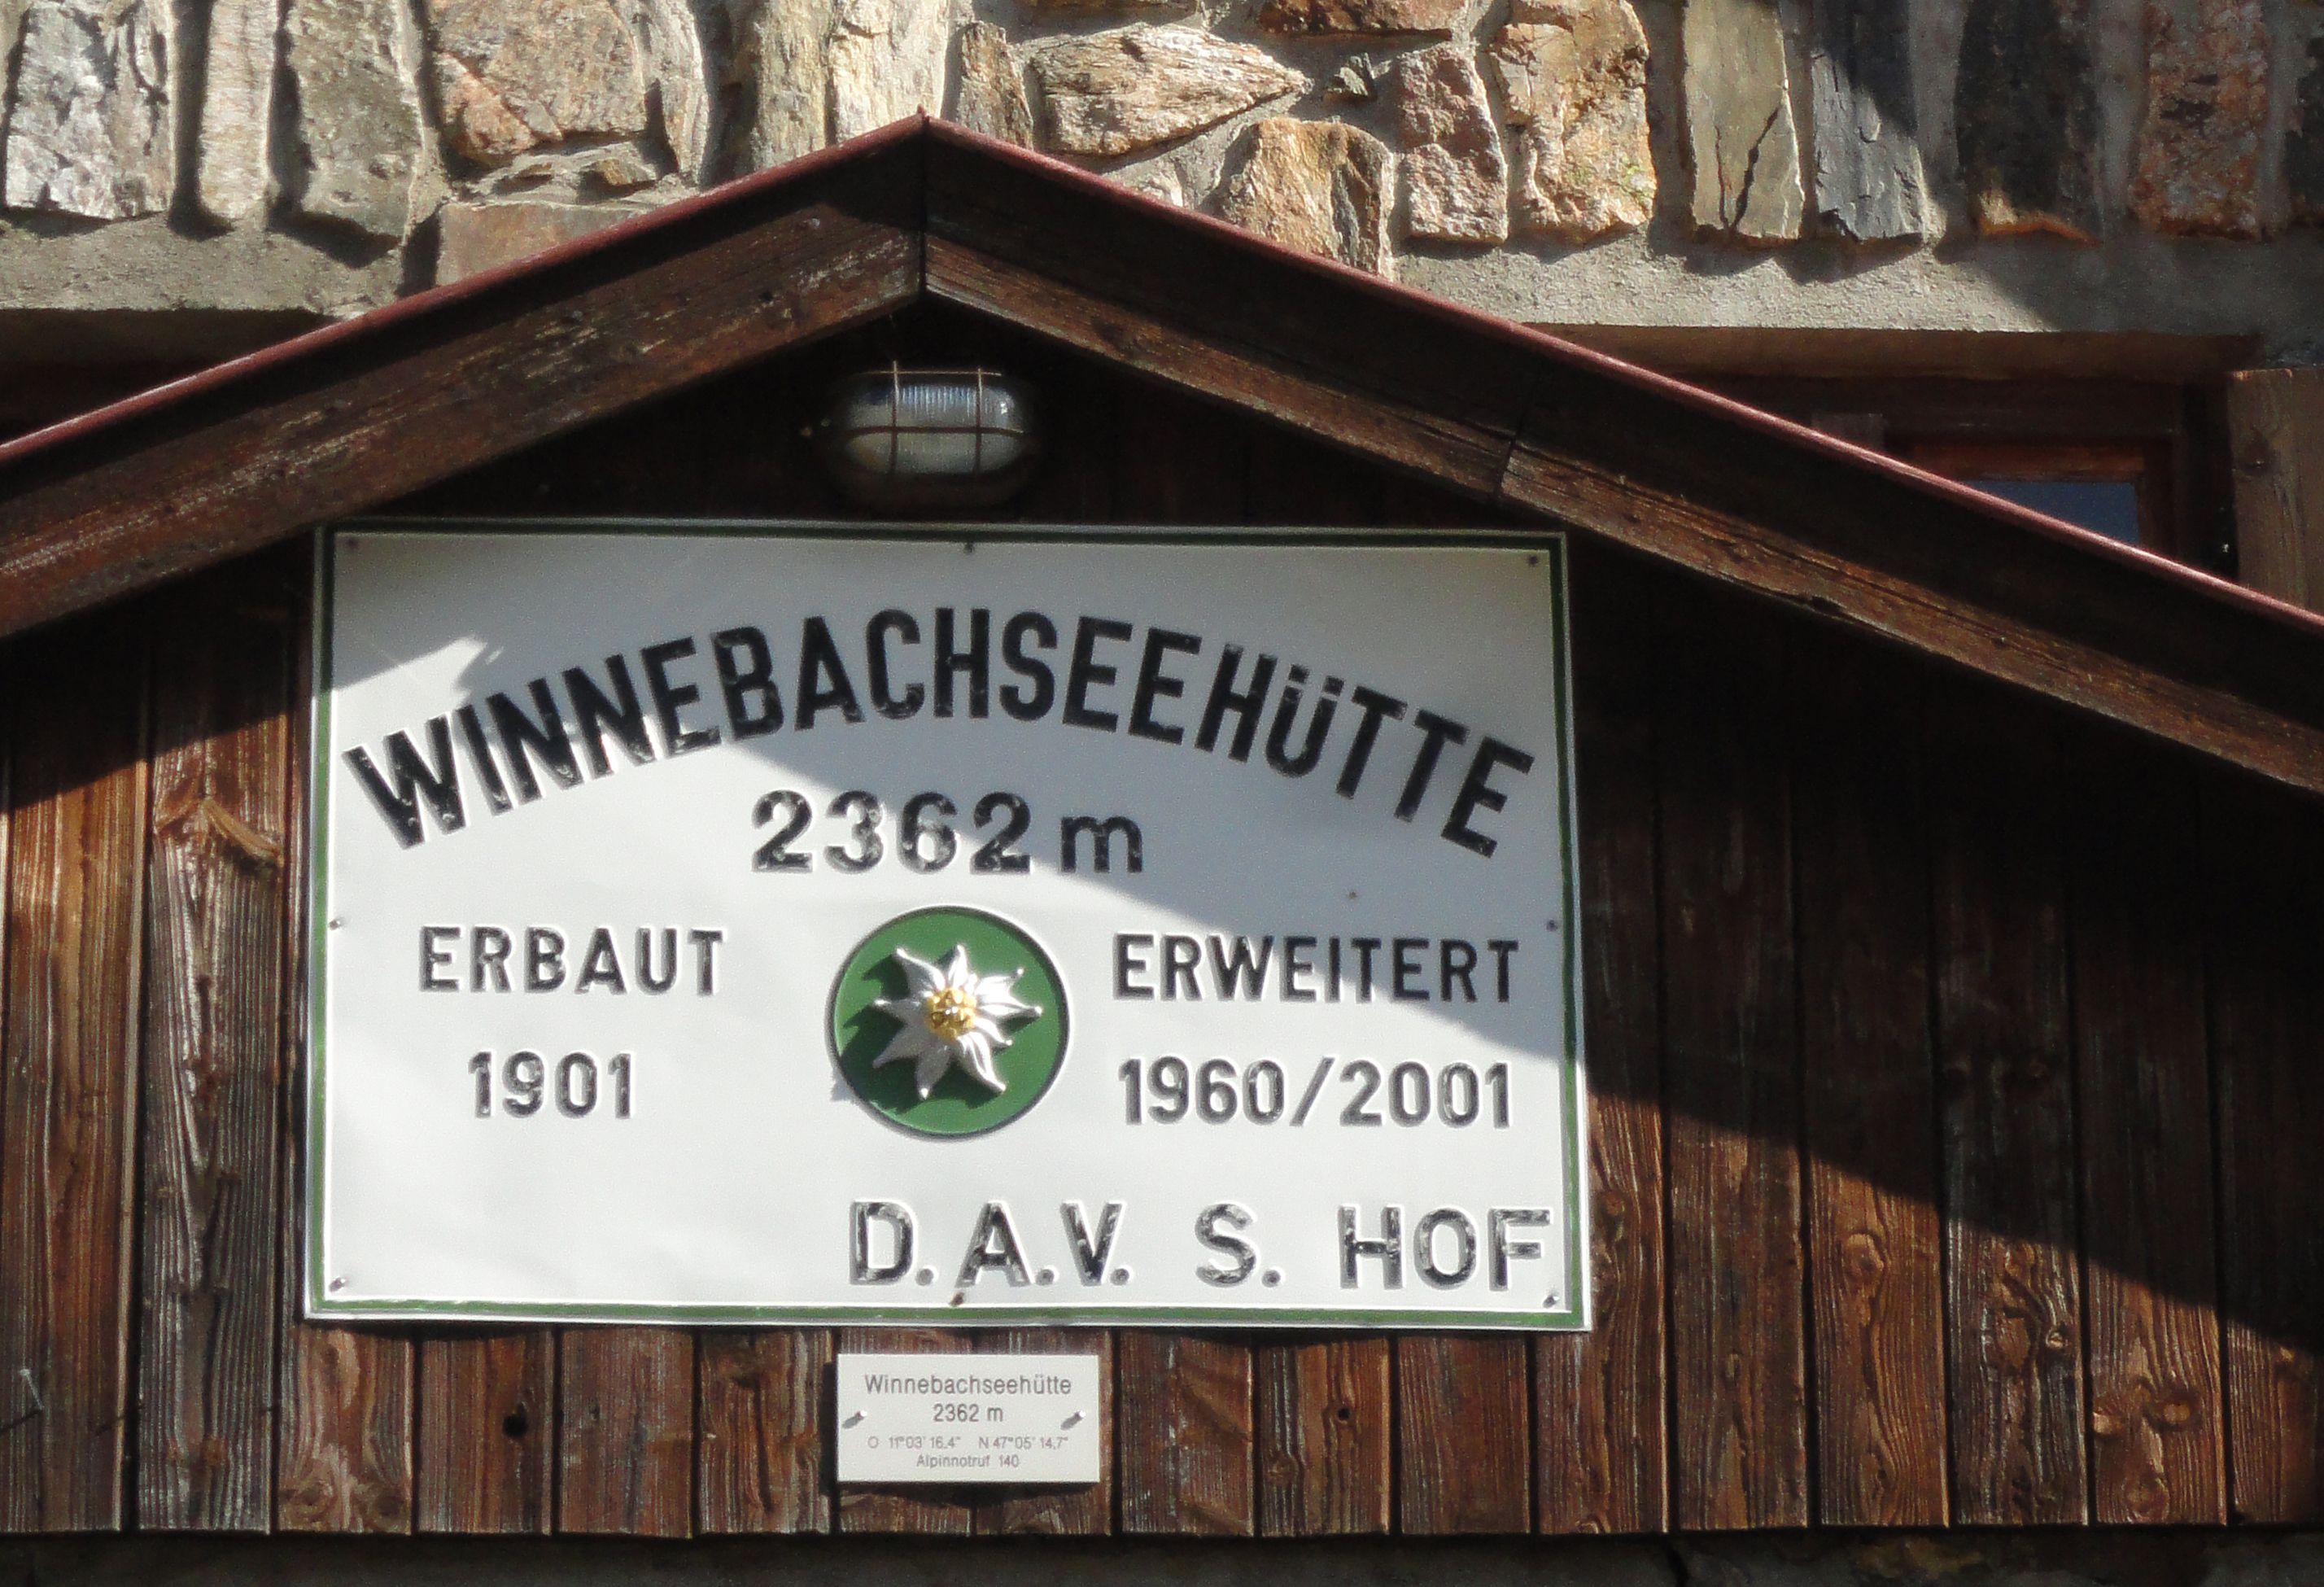 WINNEBACHSEEHÜTTE
2362 m
ERBAUT ERWEITERT
1901 1960/2001
D.A.V. S. HOF
Winnebachseehütte
2362 m
O 11°03' 16,4" N 47°05' 14,7"
Alpinnotruf 140